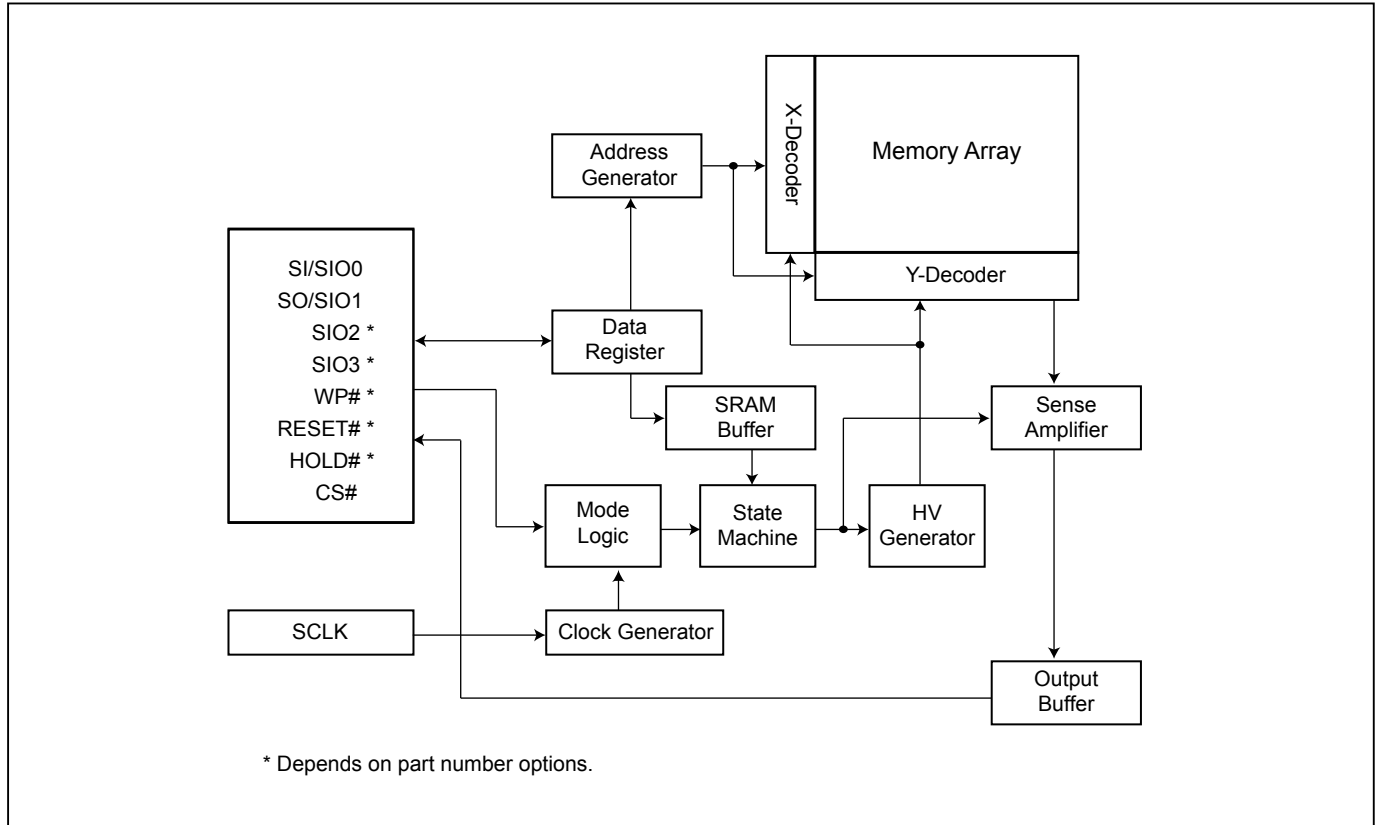 X-Decoder
Memory Array
Address
Generator
SI/SIO0
SO/SIO1
SIO2 *
SIO3 *
WP# *
RESET# *
HOLD# *
CS#
Y-Decoder
Data
Register
SRAM
Buffer
Sense
Amplifier
Mode
Logic
State
Machine
HV
Generator
SCLK
Clock Generator
Output
Buffer
* Depends on part number options.